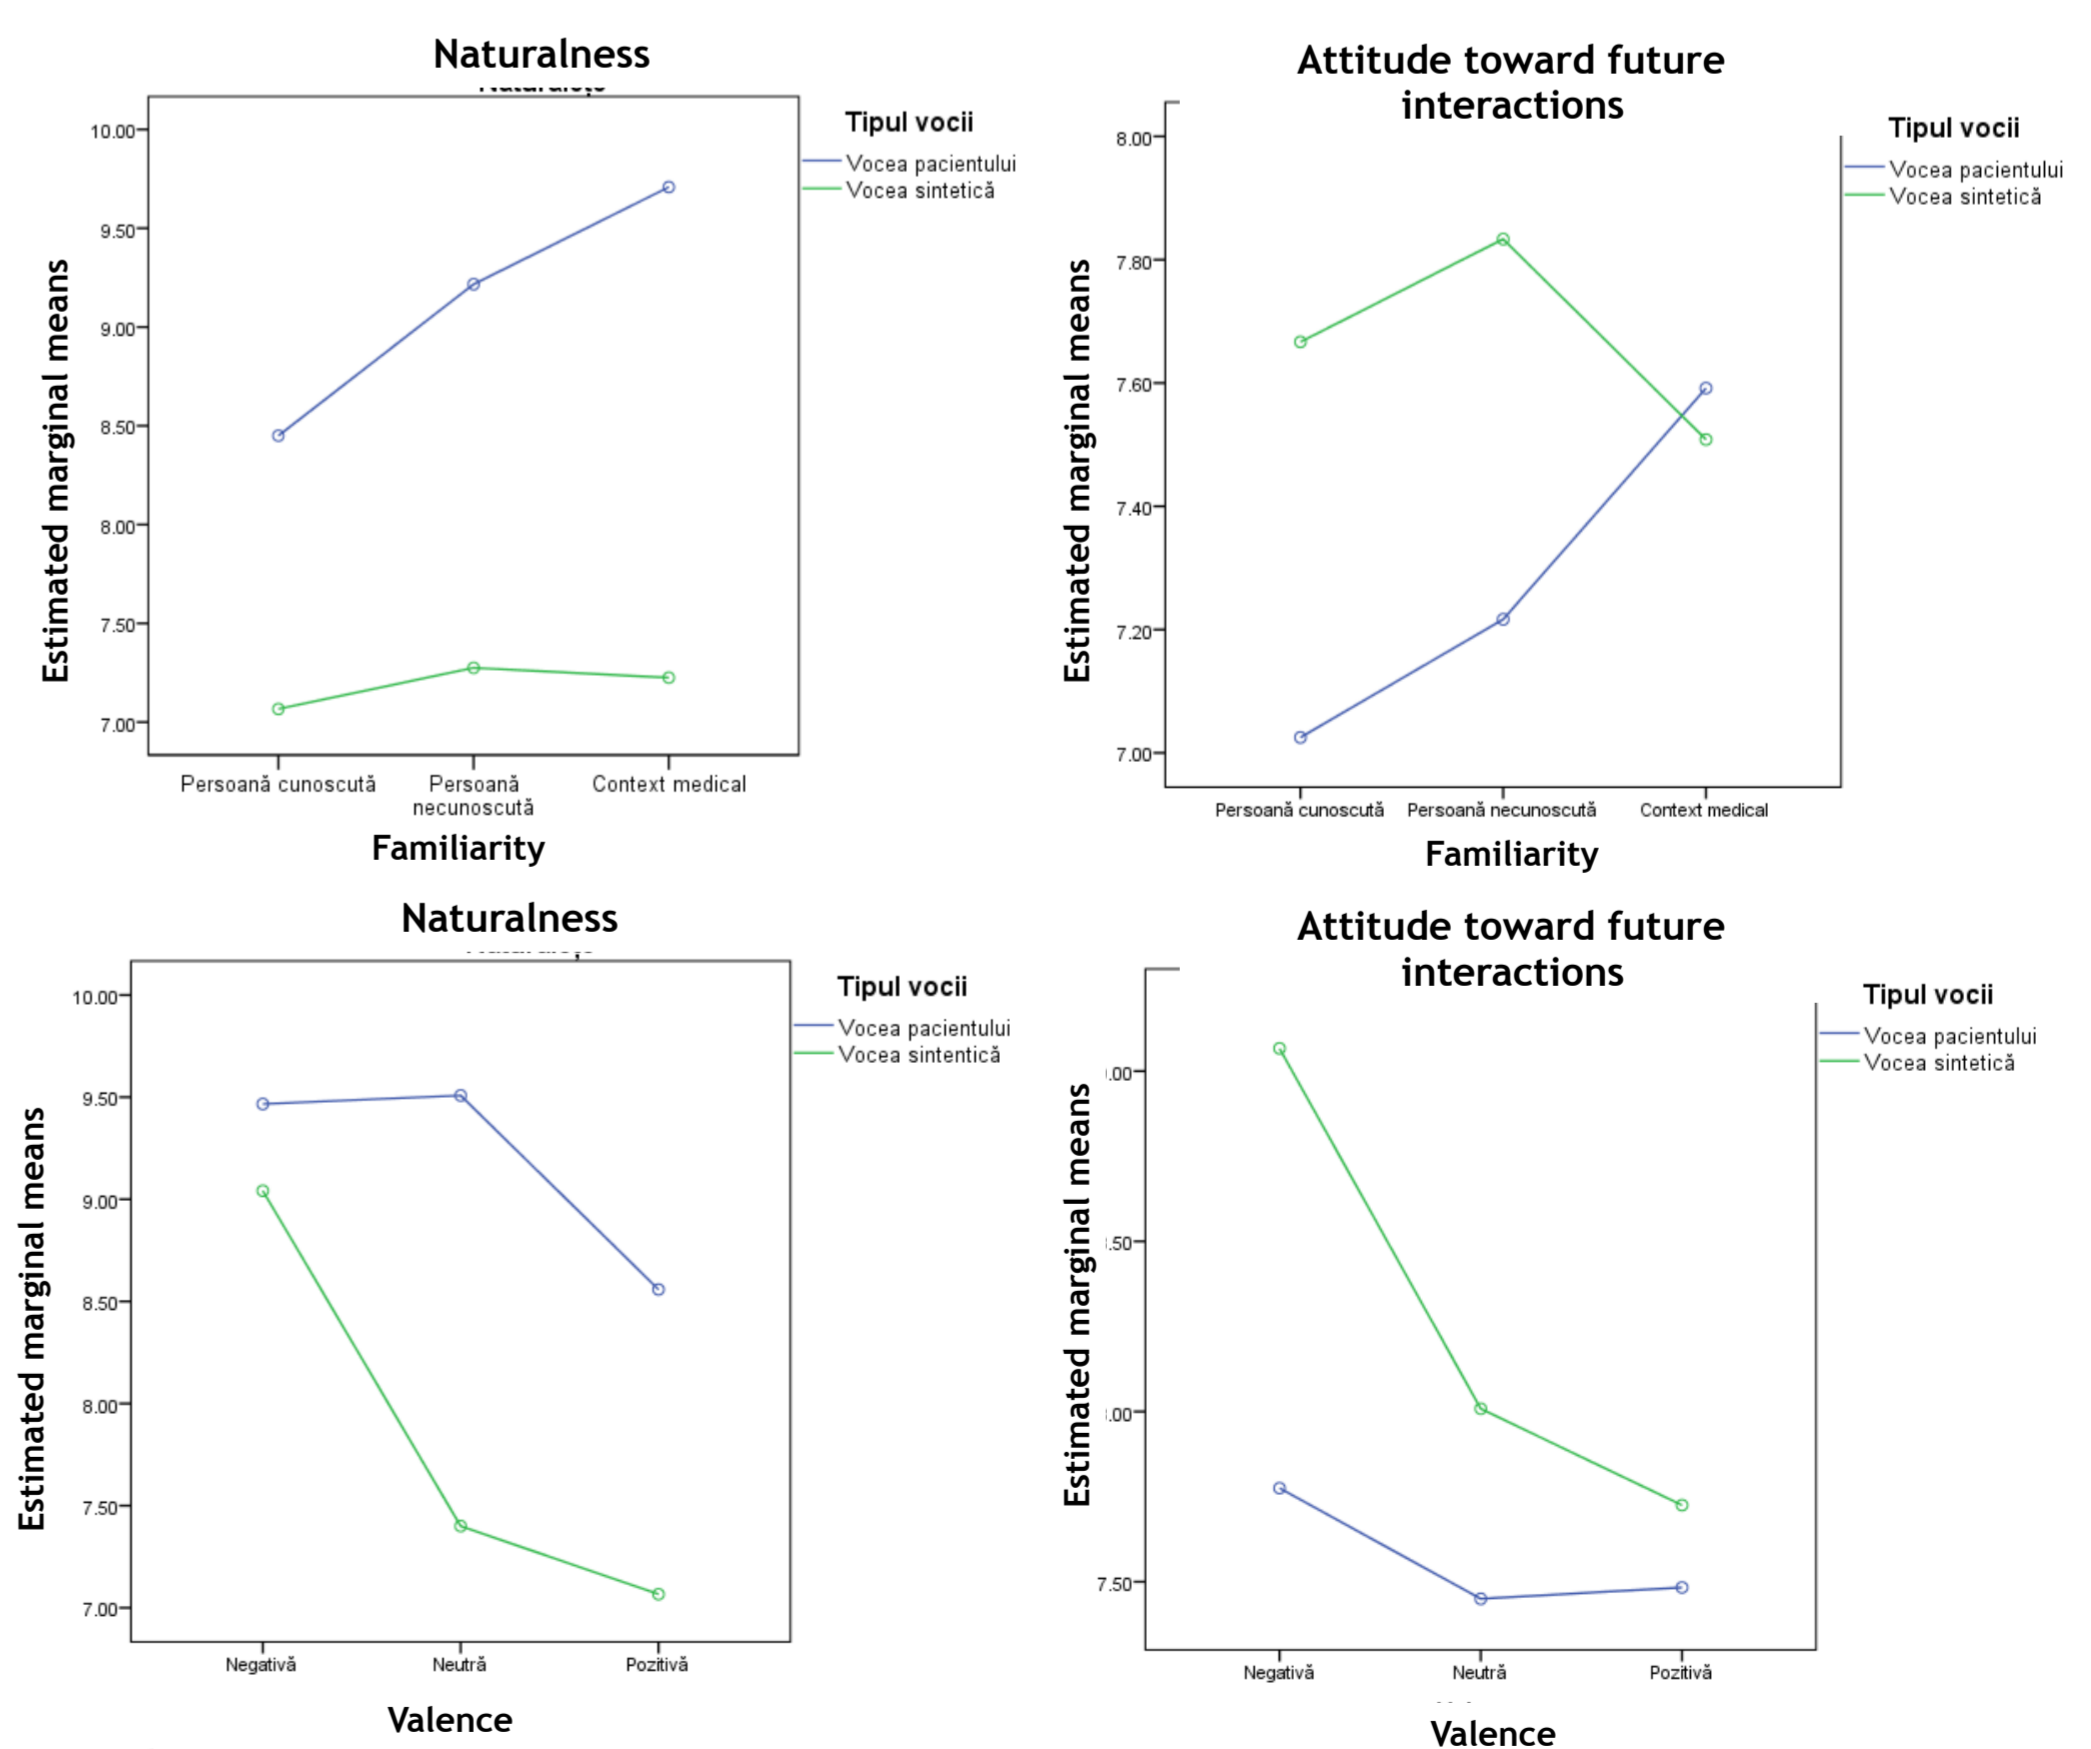 Naturalness
Tipul vocii
Vocea pacientului
Vocea sintetică
10.00
9.50
9.00
8.50
8.00
7.50
7.00
Estimated marginal means
Persoană cunoscută
Persoană
necunoscută
Context medical
Familiarity
Attitude toward future
interactions
Tipul vocii
Vocea pacientului
Vocea sintetică
8.00
7.80
7.60
7.40
7.20
7.00
Estimated marginal means
Persoană cunoscută
Persoană necunoscută
Context medical
Familiarity
Naturalness
Tipul vocii
Vocea pacientului
Vocea sintentică
10.00
9.50
9.00
8.50
8.00
7.50
7.00
Estimated marginal means
Negativă
Neutră
Pozitivă
Valence
Attitude toward future
interactions
Tipul vocii
Vocea pacientului
Vocea sintetică
.00
.50
.00
7.50
Estimated marginal means
Negativă
Neutră
Pozitivă
Valence